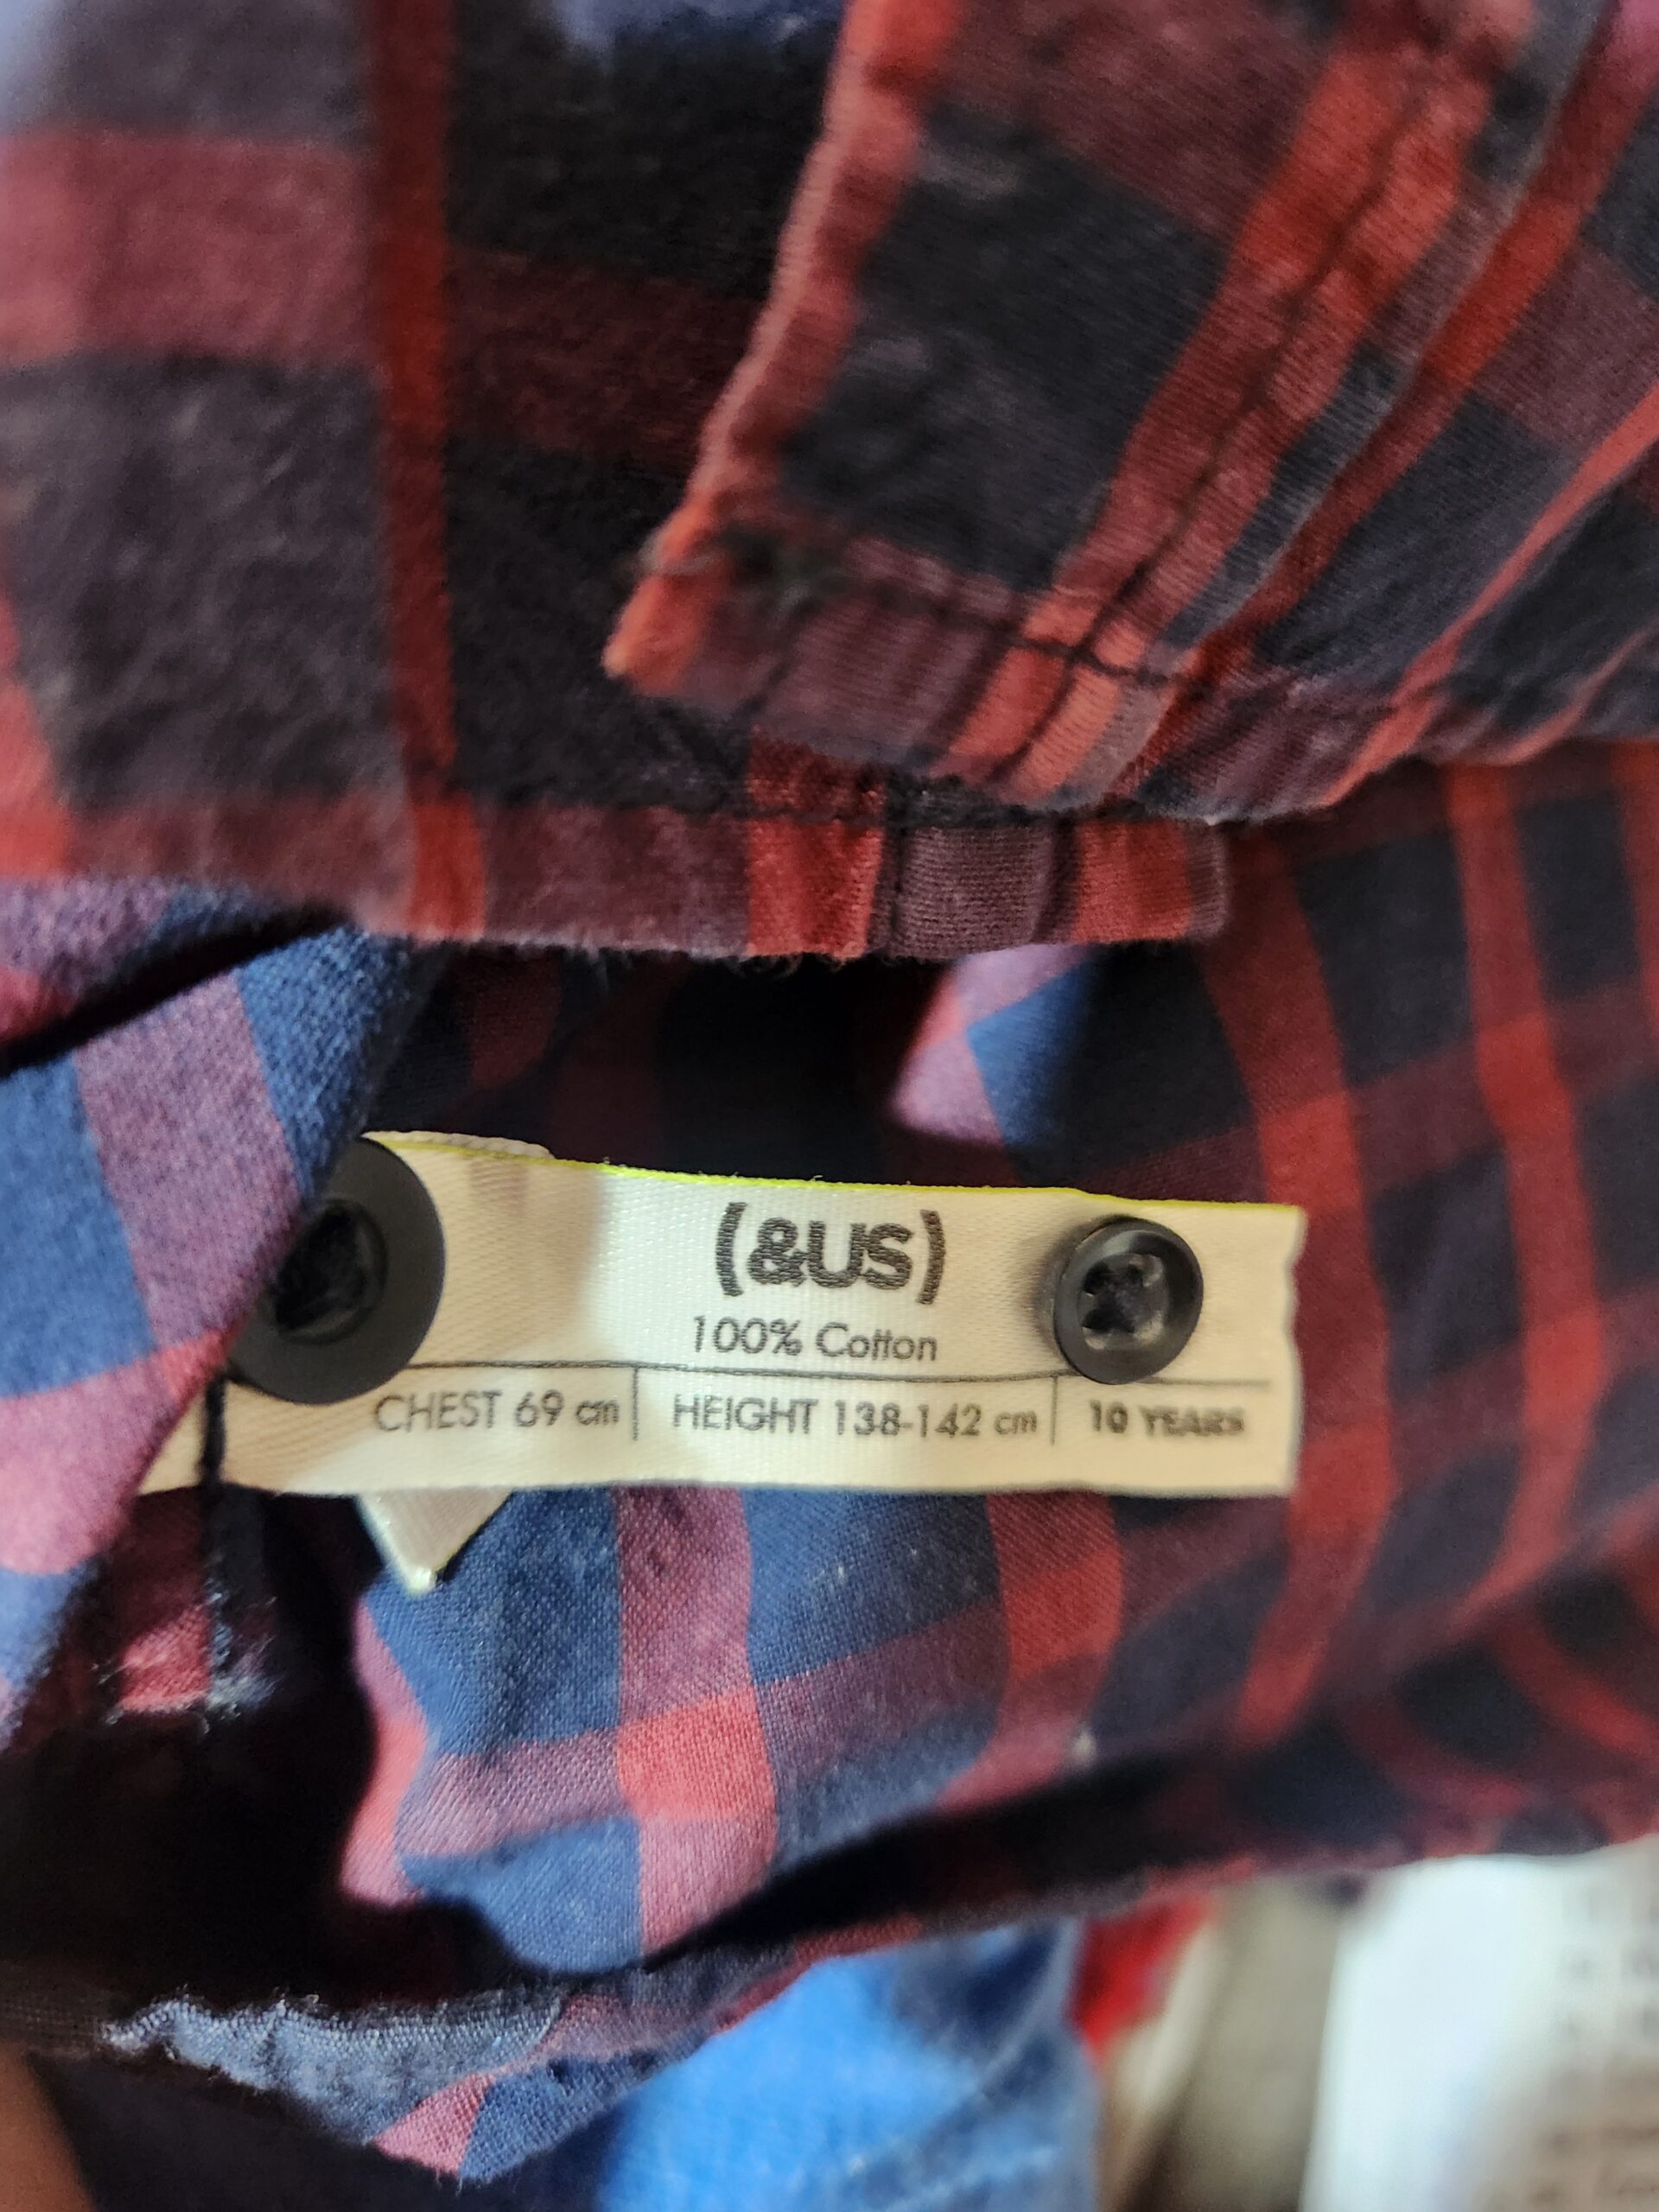 (&US)
100% Cotton
CHEST 69 cm | HEIGHT 138-142 cm | 10 YEARS